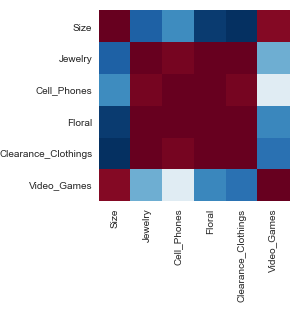 Size
Jewelry
Cell_Phones
Floral
Clearance_Clothings
Video_Games
Size
Jewelry
Cell_Phones
Floral
Clearance_Clothings
Video_Games